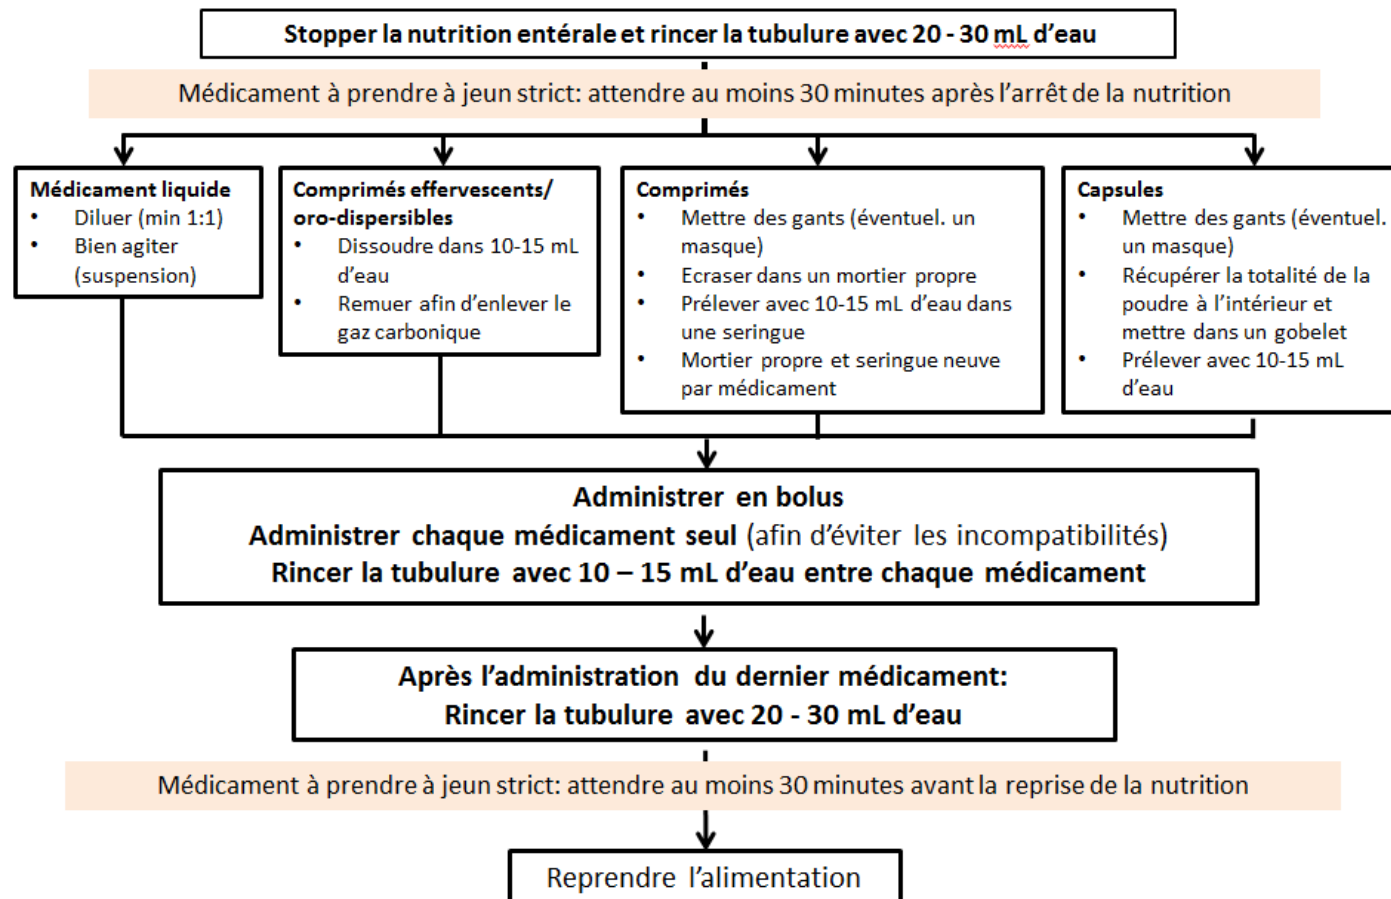 Stopper la nutrition entérale et rincer la tubulure avec 20 - 30 mL d’eau
Médicament à prendre à jeun strict: attendre au moins 30 minutes après l’arrêt de la nutrition
Médicament liquide
• Diluer (min 1:1)
• Bien agiter
(suspension)
Comprimés effervescents/
oro-dispersibles
• Dissoudre dans 10-15 mL
d’eau
• Remuer afin d’enlever le
gaz carbonique
Comprimés
• Mettre des gants (éventuel. un
masque)
• Ecraser dans un mortier propre
• Prélever avec 10-15 mL d’eau dans
une seringue
• Mortier propre et seringue neuve
par médicament
Capsules
• Mettre des gants (éventuel.
un masque)
• Récupérer la totalité de la
poudre à l’intérieur et
mettre dans un gobelet
• Prélever avec 10-15 mL
d’eau
Administrer en bolus
Administrer chaque médicament seul (afin d’éviter les incompatibilités)
Rincer la tubulure avec 10 – 15 mL d’eau entre chaque médicament
Après l’administration du dernier médicament:
Rincer la tubulure avec 20 - 30 mL d’eau
Médicament à prendre à jeun strict: attendre au moins 30 minutes avant la reprise de la nutrition
Reprendre l’alimentation